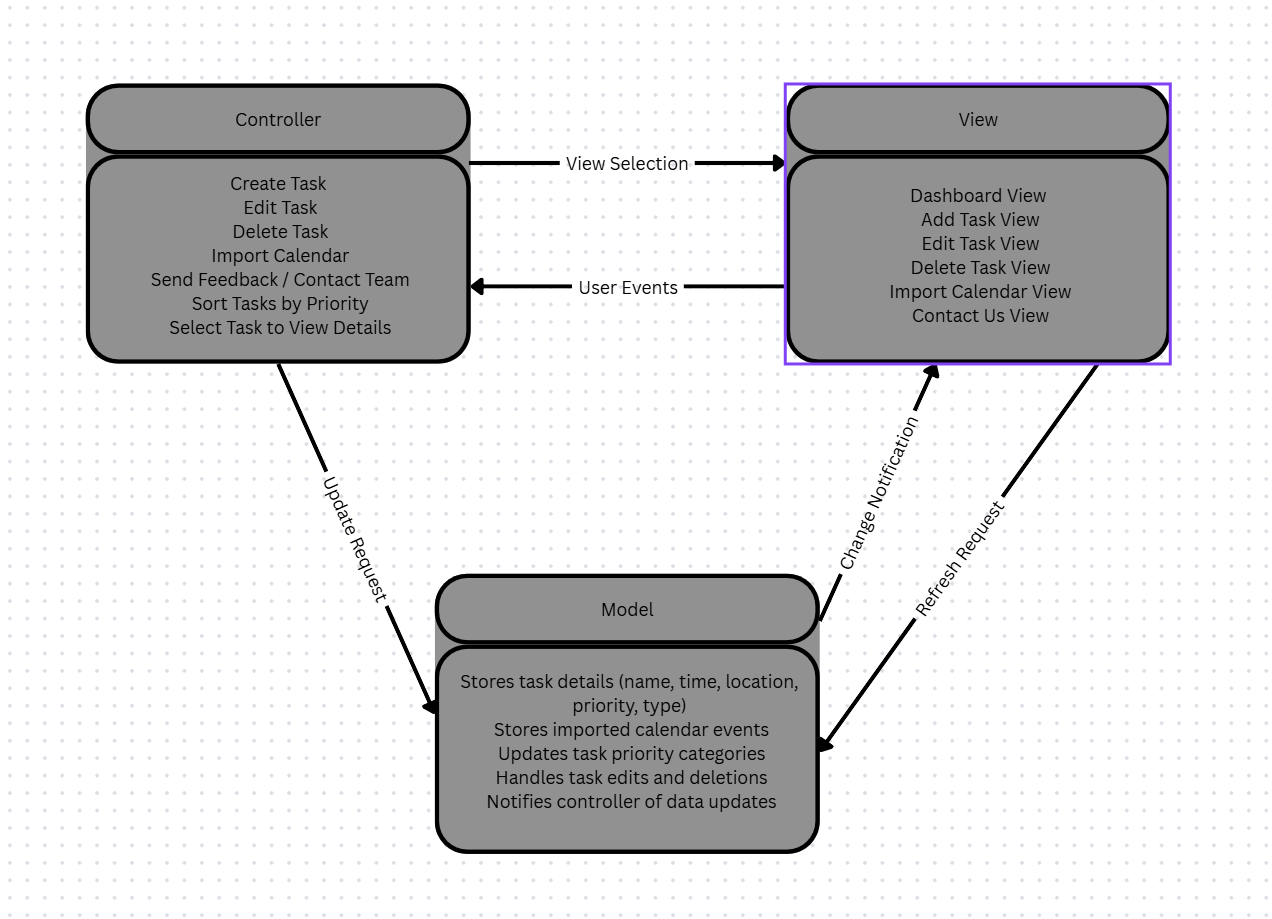 Controller
Create Task
Edit Task
Delete Task
Import Calendar
Send Feedback / Contact Team
Sort Tasks by Priority
Select Task to View Details
View Selection
User Events
View
Dashboard View
Add Task View
Edit Task View
Delete Task View
Import Calendar View
Contact Us View
Update Request
Change Notification
Refresh Request
Model
Stores task details (name, time, location,
priority, type)
Stores imported calendar events
Updates task priority categories
Handles task edits and deletions
Notifies controller of data updates